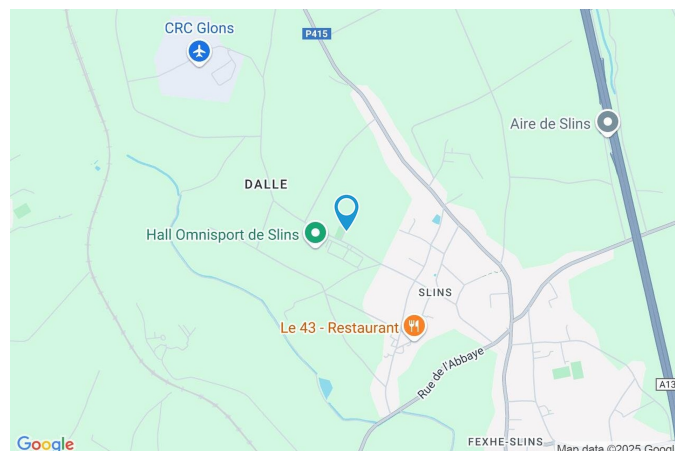 CRC Glons
P415
Aire de Slins
DALLE
Hall Omnisport de Slins
SLINS
Le 43 - Restaurant
Rue de l'Abbaye
A13
FEXHE-SLINS
Google
Map data ©2025 Google